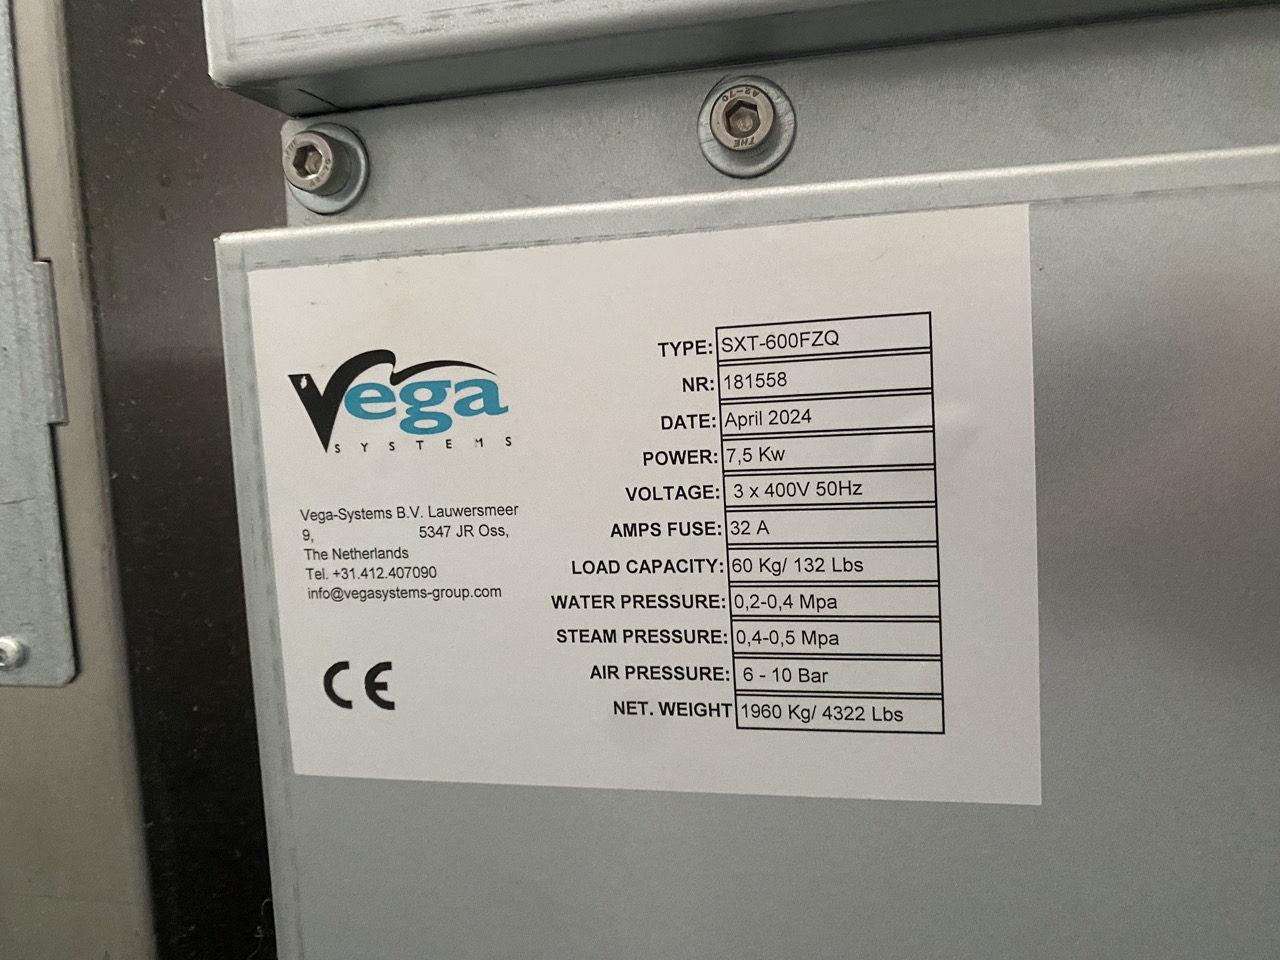 A2-70
THE
Vega
SYSTEMS
Vega-Systems B.V. Lauwersmeer
9, 5347 JR Oss,
The Netherlands
Tel. +31.412.407090
info@vegasystems-group.com
CE
TYPE: SXT-600FZQ
NR: 181558
DATE: April 2024
POWER: 7,5 Kw
VOLTAGE: 3 x 400V 50Hz
AMPS FUSE: 32 A
LOAD CAPACITY: 60 Kg/ 132 Lbs
WATER PRESSURE: 0,2-0,4 Mpa
STEAM PRESSURE: 0,4-0,5 Mpa
AIR PRESSURE: 6 - 10 Bar
NET. WEIGHT 1960 Kg/ 4322 Lbs